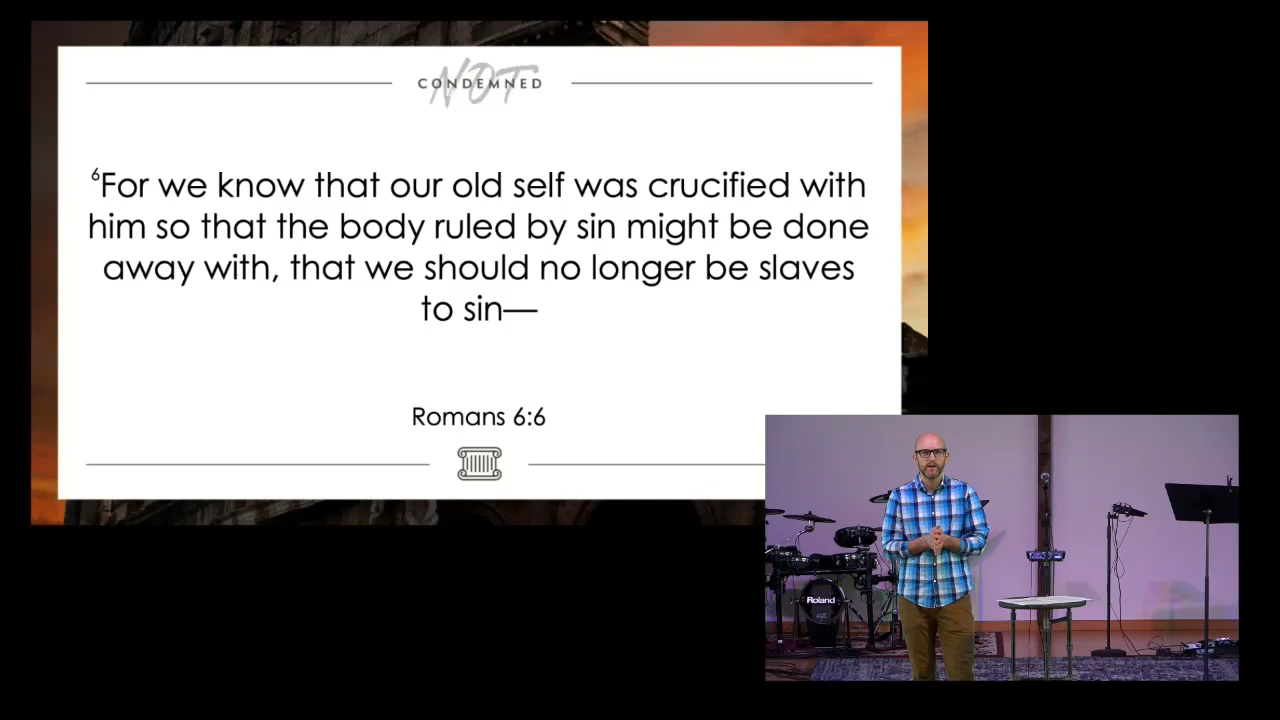 NOT
CONDEMNED
⁶For we know that our old self was crucified with
him so that the body ruled by sin might be done
away with, that we should no longer be slaves
to sin—
Romans 6:6
Roland